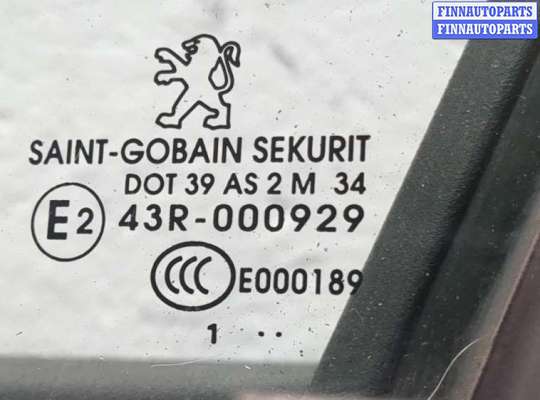 FINNAUTOPARTS
FINNAUTOPARTS
SAINT-GOBAIN SEKURIT
DOT 39 AS 2 M 34
E2 43R-000929
CCC E000189
1 ..